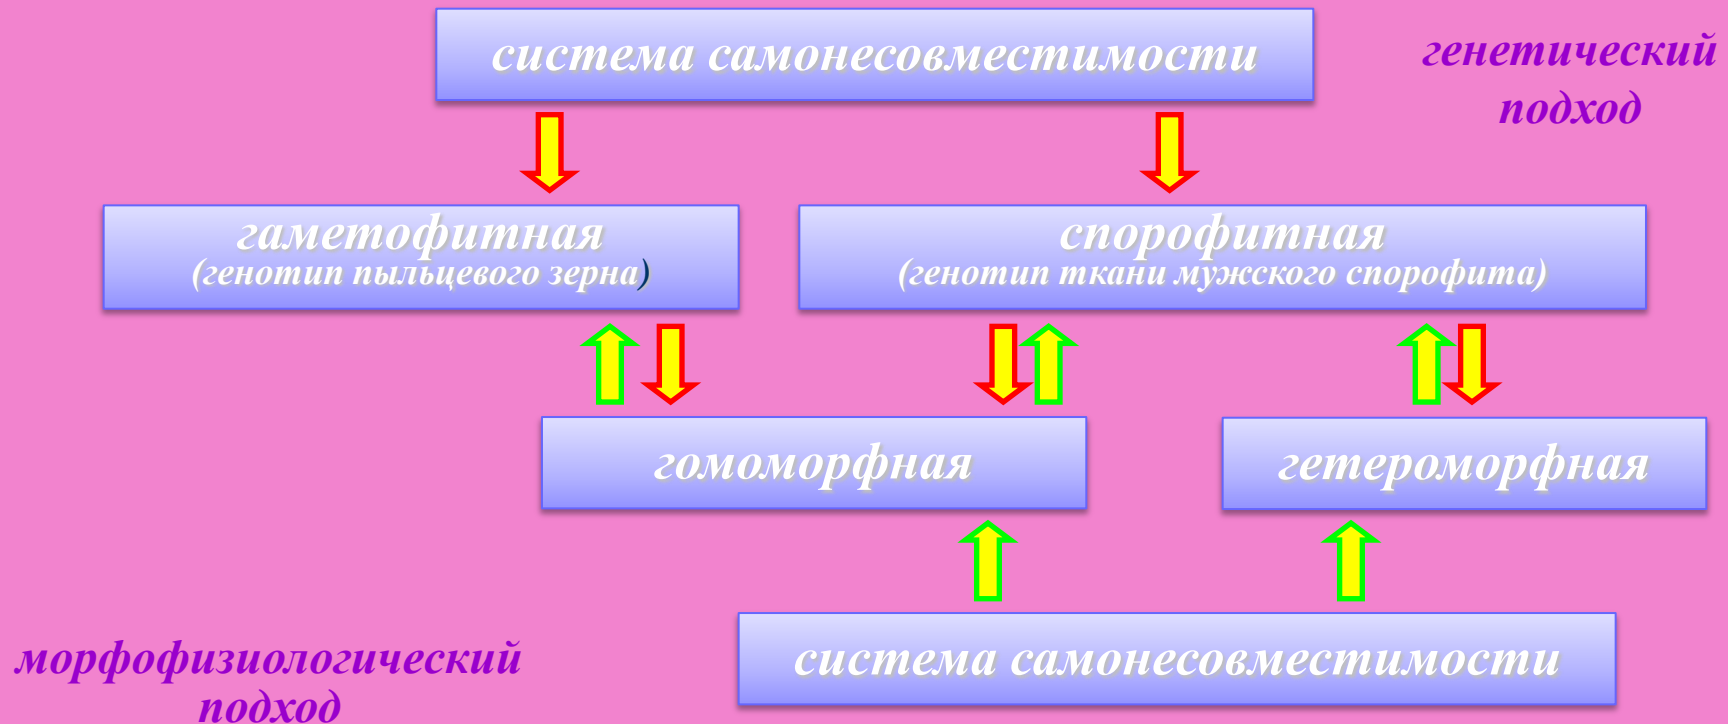 система самонесовместимости
генетический
подход
гаметофитная
(генотип пыльцевого зерна)
спорофитная
(генотип ткани мужского спорофита)
гомоморфная
гетероморфная
морфофизиологический
подход
система самонесовместимости